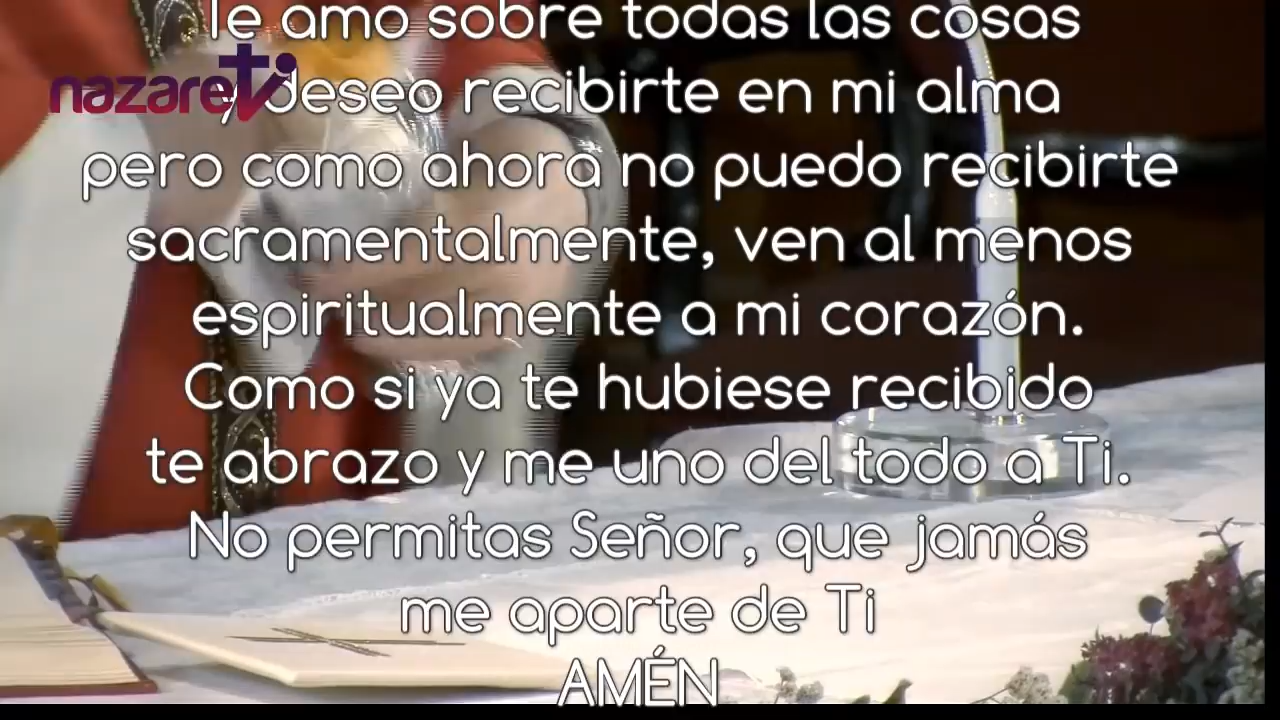 Te amo sobre todas las cosas
nazaretv
y deseo recibirte en mi alma
pero como ahora no puedo recibirte
sacramentalmente, ven al menos
espiritualmente a mi corazón.
Como si ya te hubiese recibido
te abrazo y me uno del todo a Ti.
No permitas Señor, que jamás
me aparte de Ti
AMÉN